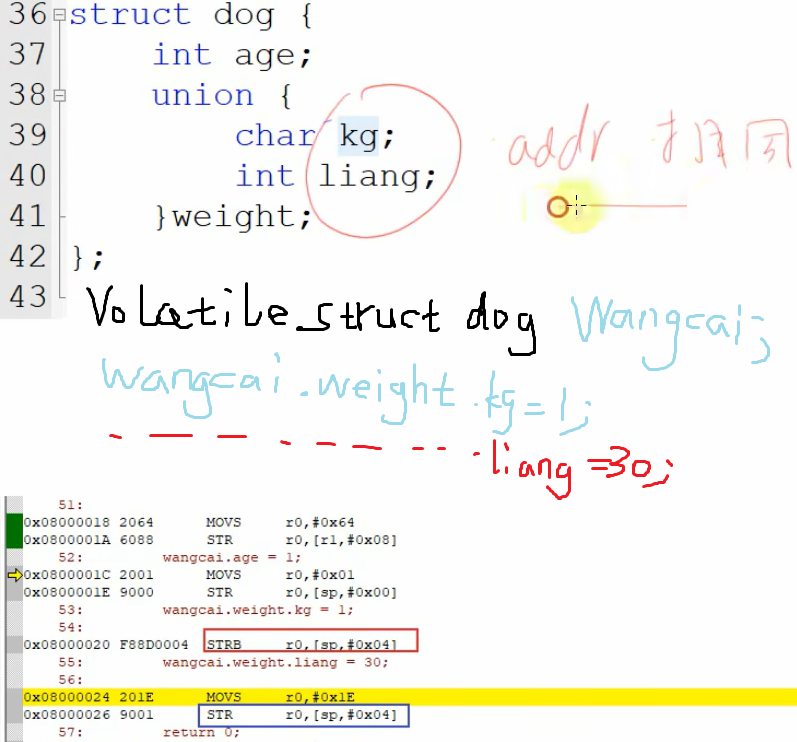 36 struct dog {
37 int age;
38 union {
39 char kg;
40 int liang;
41 }weight;
42 };
43
addr 相同
Volatile struct dog Wangcai;
wangcai.weight.kg=1;
.liang=30;
51:
0x08000018 2064 MOVS r0,#0x64
0x0800001A 6088 STR r0,[r1,#0x08]
52: wangcai.age = 1;
0x0800001C 2001 MOVS r0,#0x01
0x0800001E 9000 STR r0,[sp,#0x00]
53: wangcai.weight.kg = 1;
54:
0x08000020 F88D0004 STRB r0,[sp,#0x04]
55: wangcai.weight.liang = 30;
56:
0x08000024 201E MOVS r0,#0x1E
0x08000026 9001 STR r0,[sp,#0x04]
57: return 0;